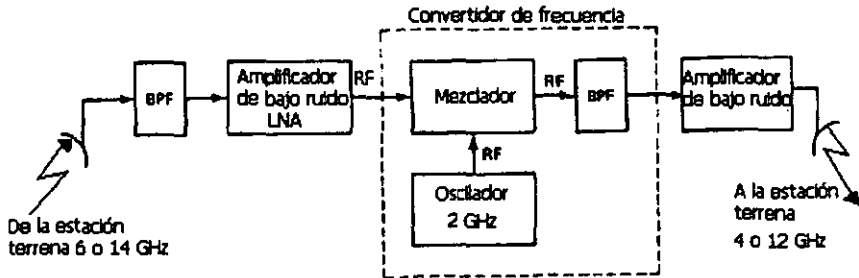 Convertidor de frecuencia
BPF
Amplificador
de bajo ruido
LNA
RF
Mezclador
RF
BPF
Amplificador
de bajo ruido
RF
Oscilador
2 GHz
De la estación
terrena 6 o 14 GHz
A la estación
terrena
4 o 12 GHz